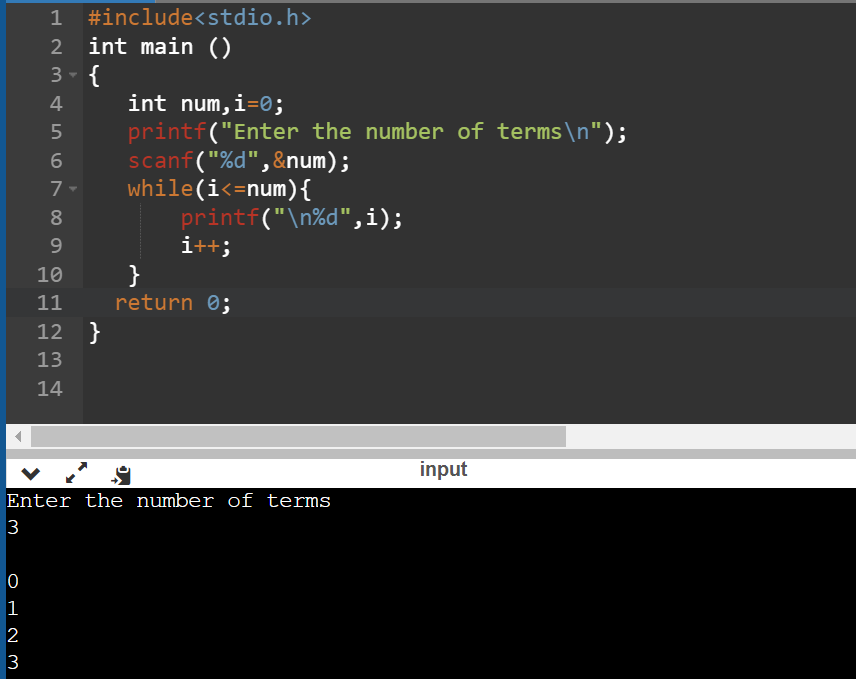 1 #include<stdio.h>
2 int main ()
3 {
4 int num,i=0;
5 printf("Enter the number of terms\n");
6 scanf("%d",&num);
7 while(i<=num){
8 printf("\n%d",i);
9 i++;
10 }
11 return 0;
12 }
13
14
input
Enter the number of terms
3
0
1
2
3